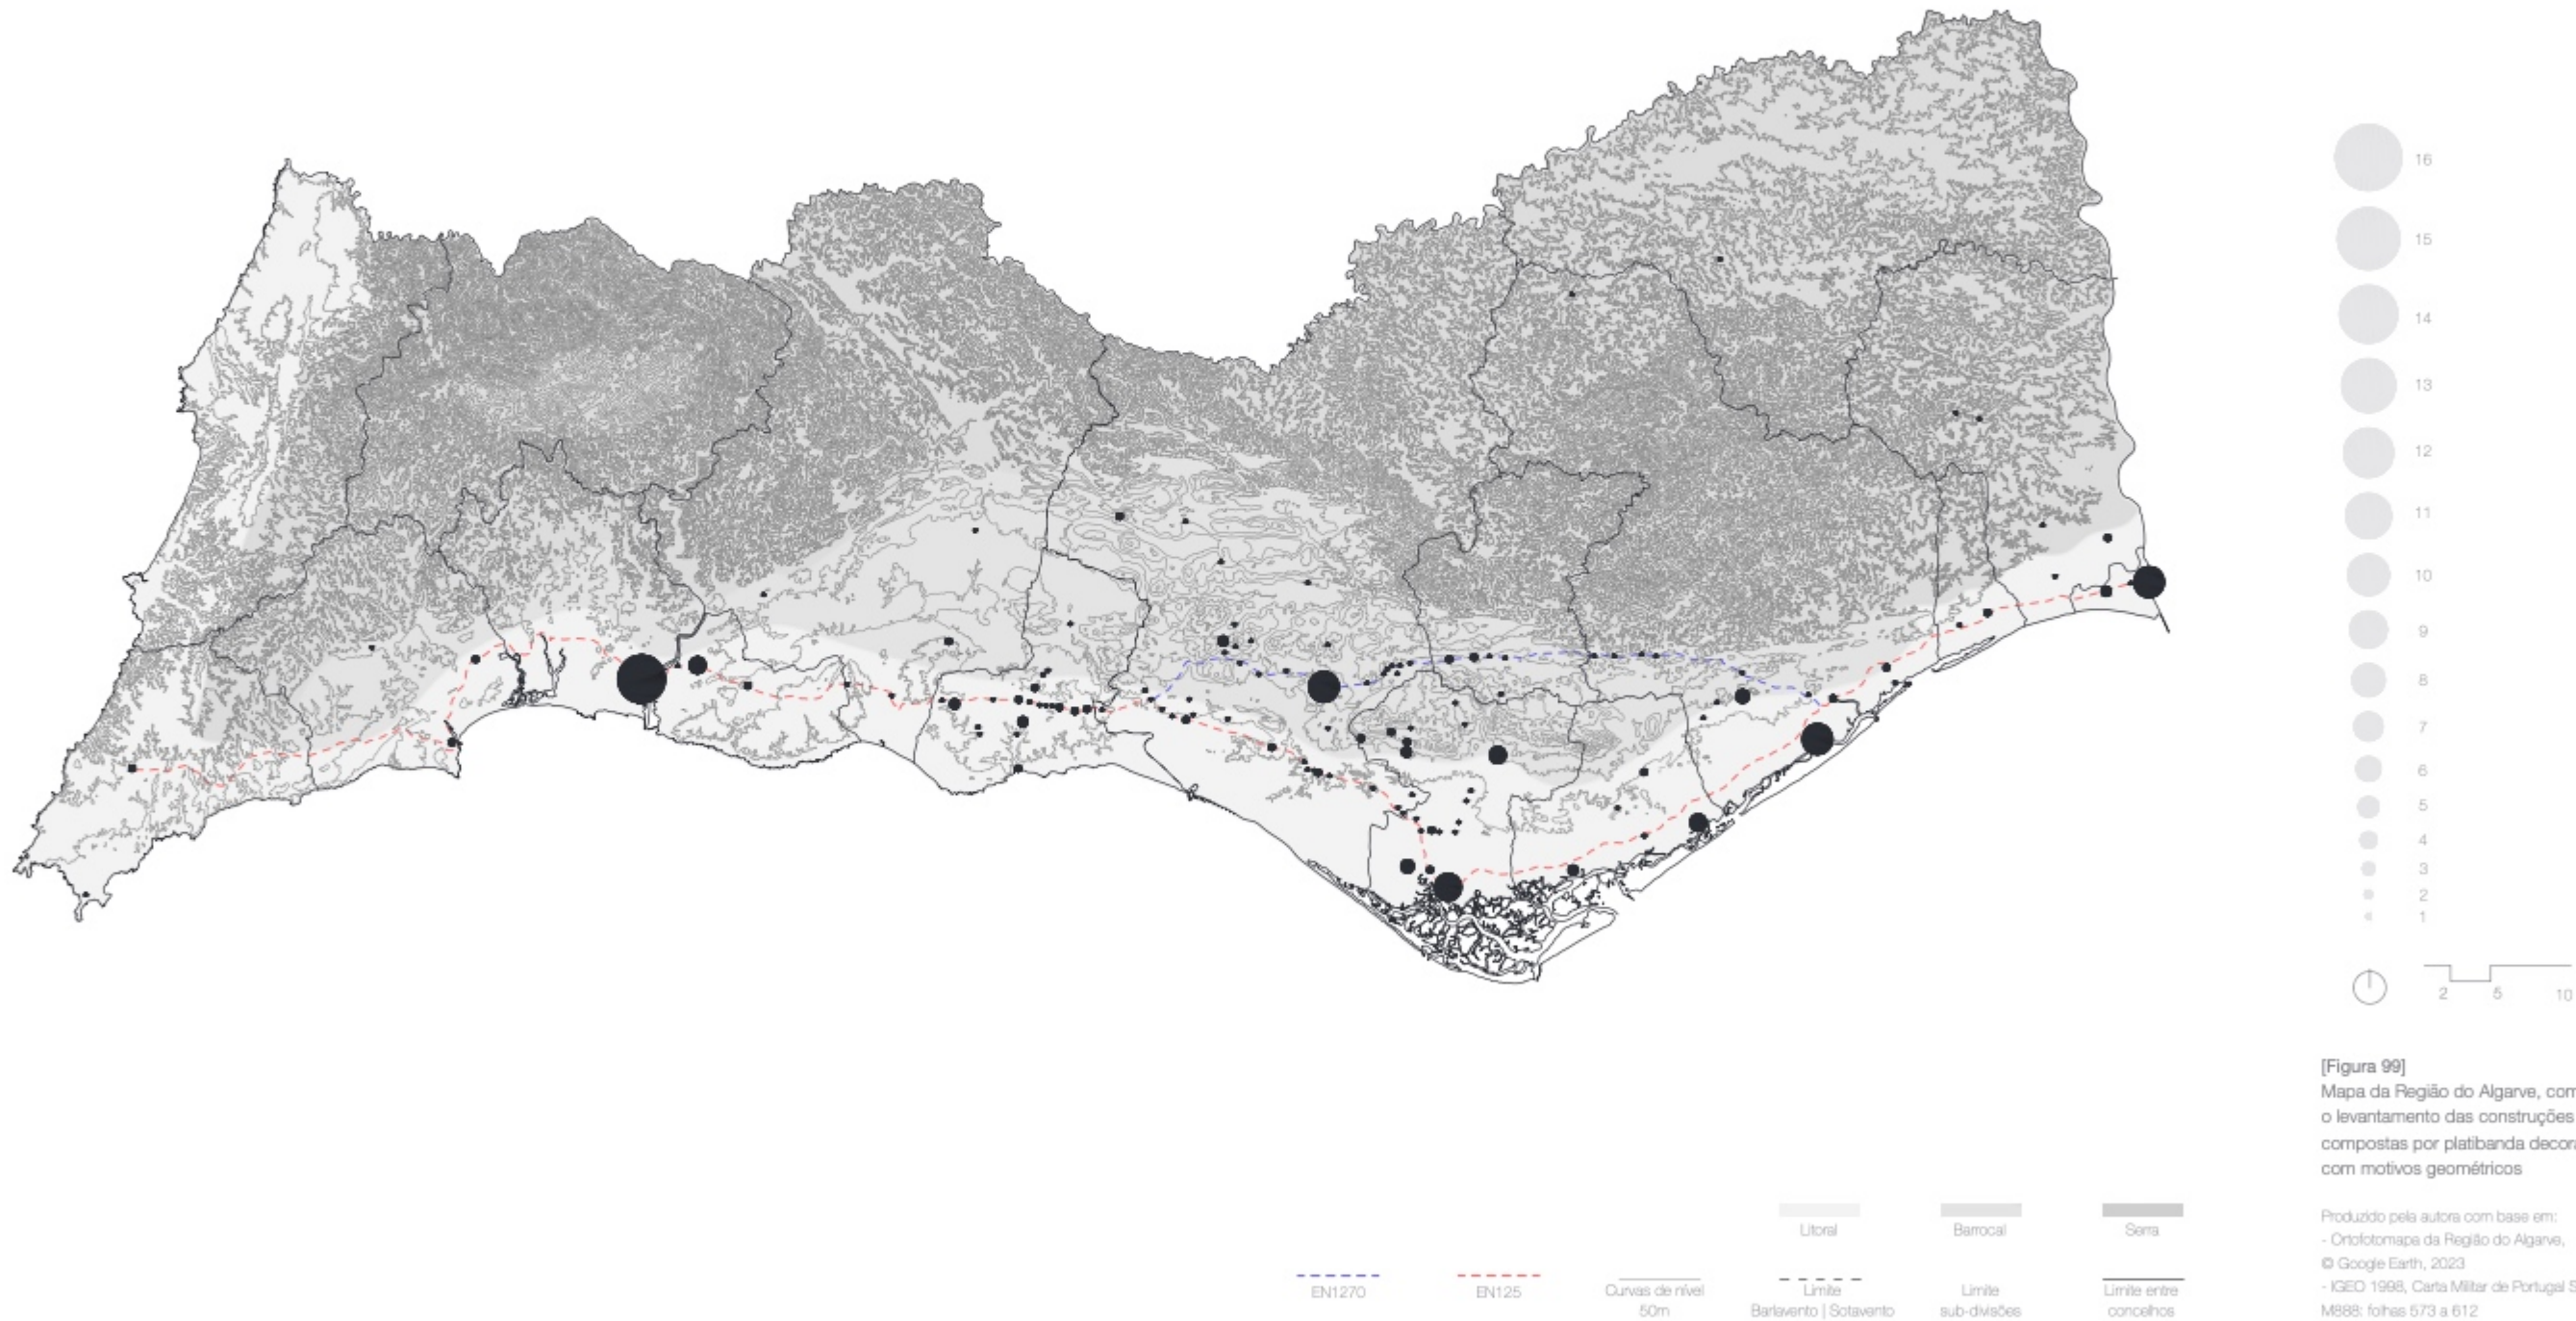 16
15
14
13
12
11
10
9
8
7
6
5
4
3
2
1
2 5 10
[Figura 99]
Mapa da Região do Algarve, com
o levantamento das construções
compostas por platibanda decor
com motivos geométricos
Produzido pela autora com base em:
- Ortofotomapa da Região do Algarve,
© Google Earth, 2023
- IGEO 1998, Carta Militar de Portugal S
M888: folhas 573 a 612
Litoral Barrocal Serra
EN1270 EN125 Curvas de nível Limite Limite Limite entre
50m Barlavento | Sotavento sub-divisões concelhos